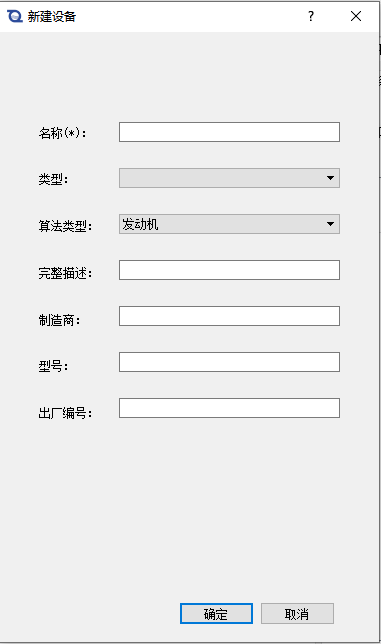 新建设备
?
名称(*):
类型:
算法类型: 发动机
完整描述:
制造商:
型号:
出厂编号:
确定 取消